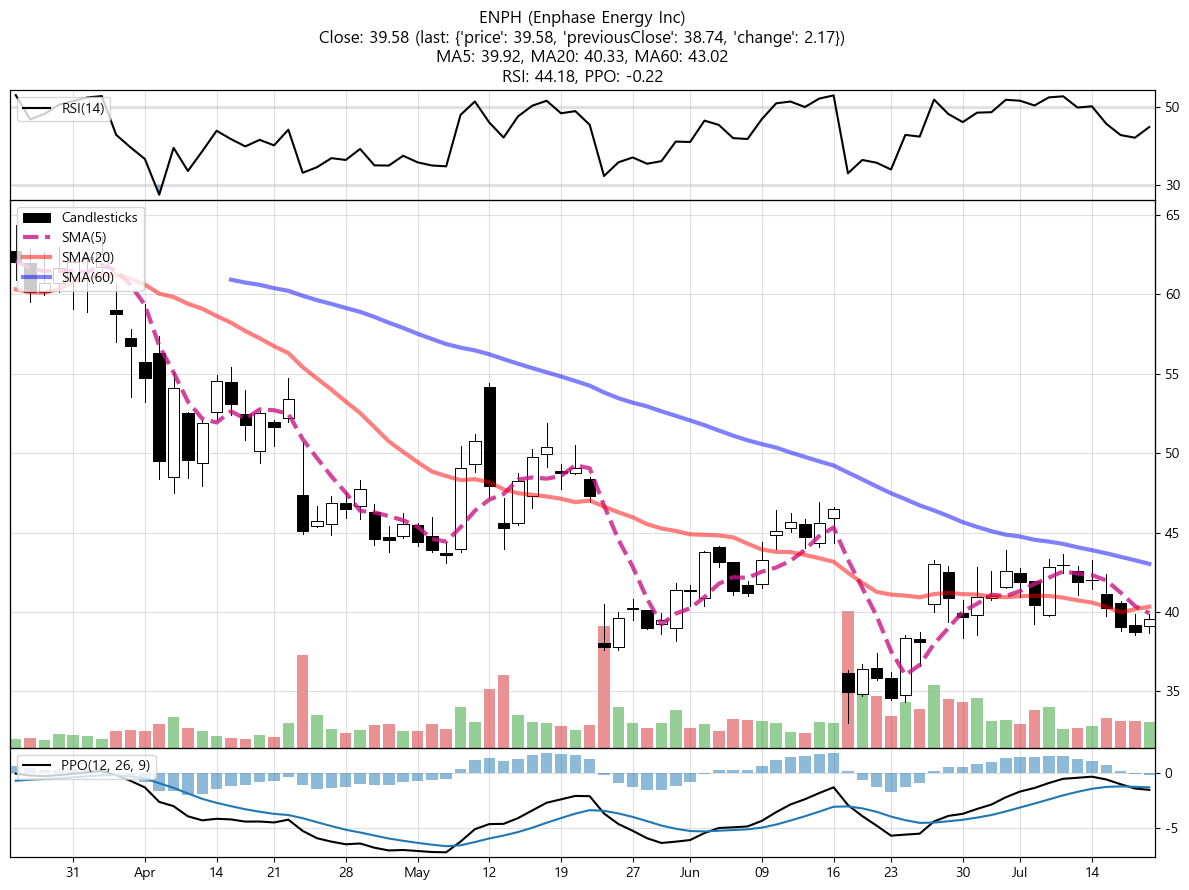 ENPH (Enphase Energy Inc)
Close: 39.58 (last: {'price': 39.58, 'previousClose': 38.74, 'change': 2.17})
MA5: 39.92, MA20: 40.33, MA60: 43.02
RSI: 44.18, PPO: -0.22
RSI(14)
50
30
Candlesticks
SMA(5)
SMA(20)
SMA(60)
65
60
55
50
45
40
35
PPO(12, 26, 9)
0
-5
31 Apr 14 21 28 May 12 19 27 Jun 09 16 23 30 Jul 14